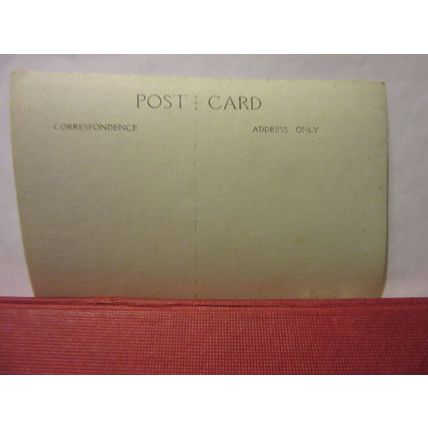 POST CARD
CORRESPONDENCE
ADDRESS ONLY